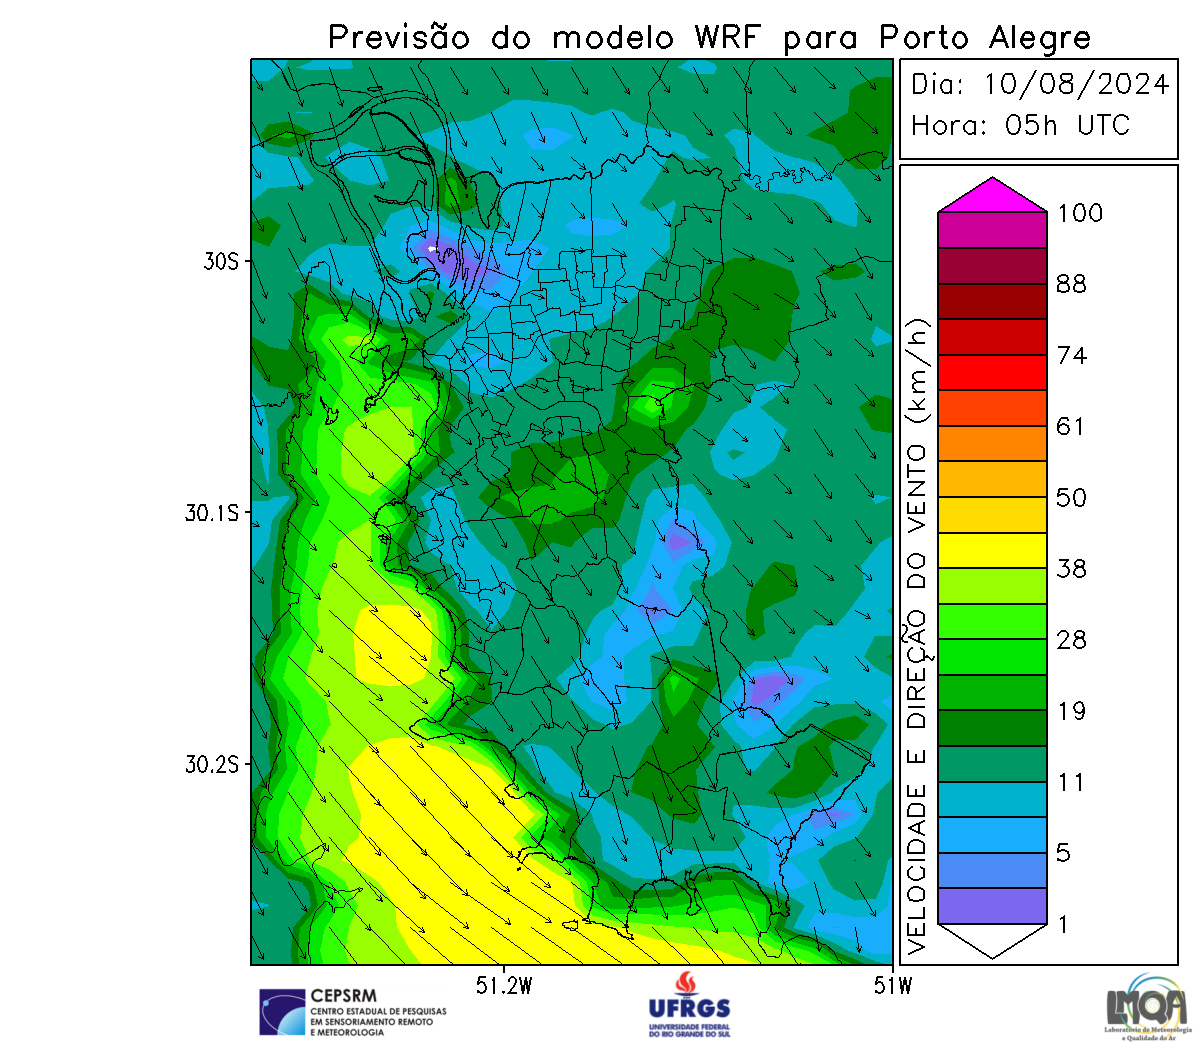 Previsão do modelo WRF para Porto Alegre
Dia: 10/08/2024
Hora: 05h UTC
30S
30.1S
30.2S
51.2W
51W
VELOCIDADE E DIREÇÃO DO VENTO (km/h)
100
88
74
61
50
38
28
19
11
5
1
CEPSRM
CENTRO ESTADUAL DE PESQUISAS
EM SENSORIAMENTO REMOTO
E METEOROLOGIA
UFRGS
UNIVERSIDADE FEDERAL
DO RIO GRANDE DO SUL
LMQA
Laboratório de Meteorologia
e Qualidade do Ar